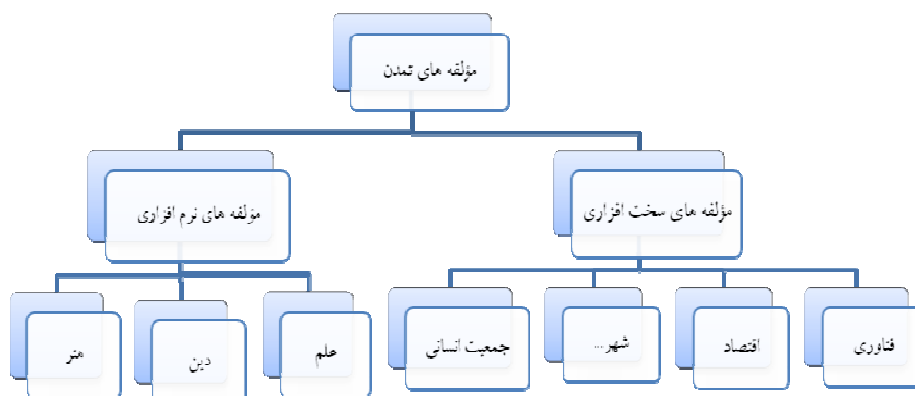 مؤلفه های تمدن
مؤلفه های سخت افزاری
مؤلفه های نرم افزاری
فناوری
اقتصاد
شهر...
جمعیت انسانی
علم
دین
هنر